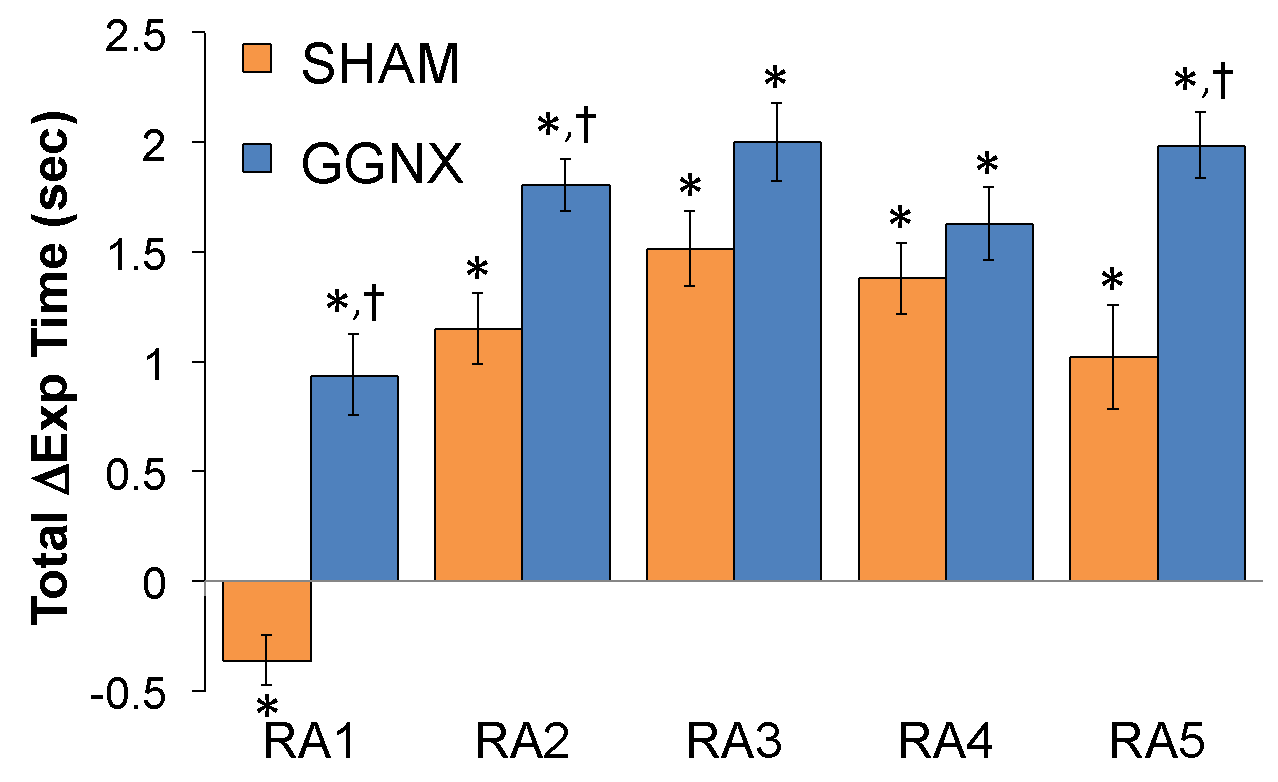 Total ΔExp Time (sec)
2.5
2
1.5
1
0.5
0
-0.5
SHAM
GGNX
*
*,†
*
*,†
*
*
*
*
*
*,†
RA1
RA2
RA3
RA4
RA5